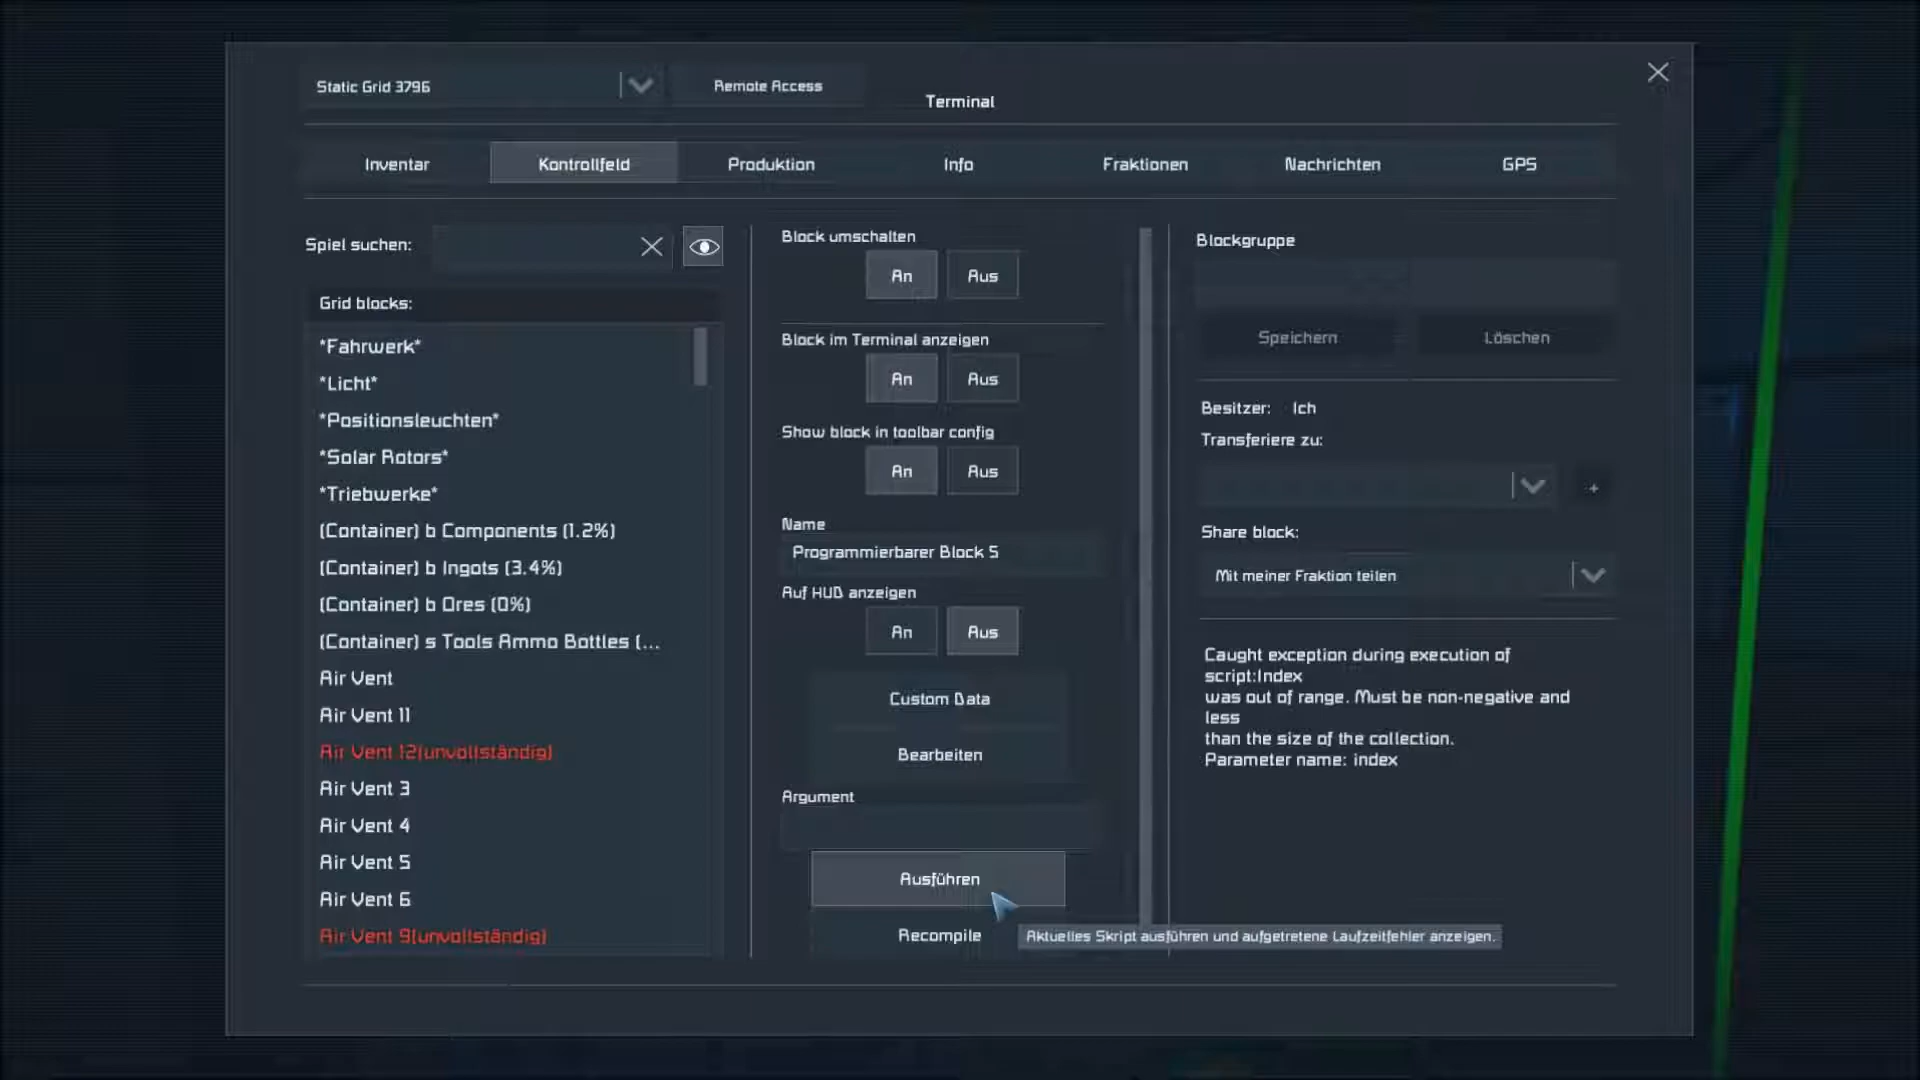 Static Grid 3796
Remote Access
Terminal
Inventar
Kontrollfeld
Produktion
Info
Fraktionen
Nachrichten
GPS
Spiel suchen:
Grid blocks:
*Fahrwerk*
*Licht*
*Positionsleuchten*
*Solar Rotors*
*Triebwerke*
(Container) b Components (1.2%)
(Container) b Ingots (3.4%)
(Container) b Ores (0%)
(Container) s Tools Ammo Bottles (...
Air Vent
Air Vent 11
Air Vent 12(unvollständig)
Air Vent 3
Air Vent 4
Air Vent 5
Air Vent 6
Air Vent 9(unvollständig)
Block umschalten
An
Aus
Block im Terminal anzeigen
An
Aus
Show block in toolbar config
An
Aus
Name
Programmierbarer Block 5
Auf HUD anzeigen
An
Aus
Custom Data
Bearbeiten
Argument
Ausführen
Recompile
Aktuelles Skript ausführen und aufgetretene Laufzeitfehler anzeigen.
Blockgruppe
Speichern
Löschen
Besitzer: Ich
Transferiere zu:
+
Share block:
Mit meiner Fraktion teilen
Caught exception during execution of
script:Index
was out of range. Must be non-negative and
less
than the size of the collection.
Parameter name: index